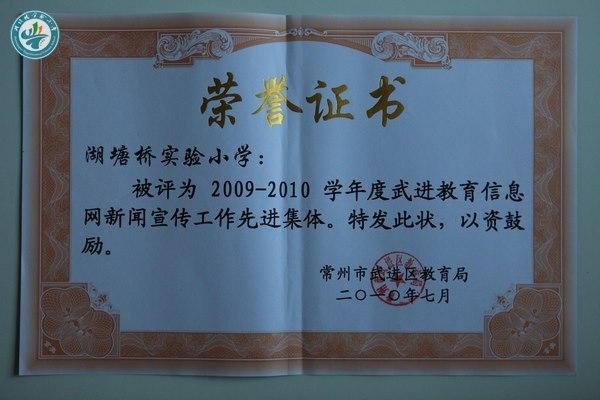 荣誉证书
湖塘桥实验小学：
被评为 2009-2010 学年度武进教育信息
网新闻宣传工作先进集体。特发此状，以资鼓
励。
常州市武进区教育局
二〇一〇年七月